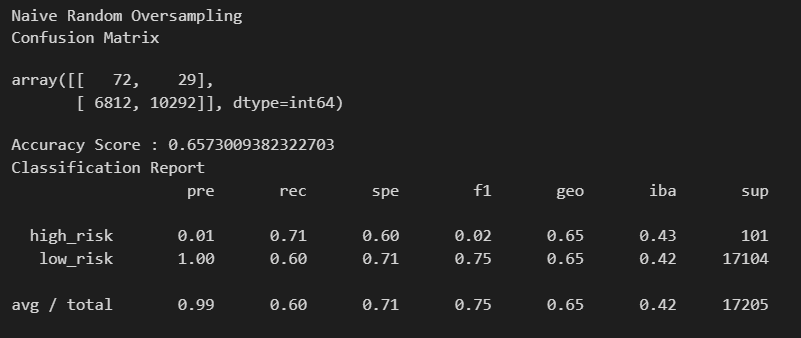 Naive Random Oversampling
Confusion Matrix
array([[   72,    29],
       [ 6812, 10292]], dtype=int64)
Accuracy Score : 0.6573009382322703
Classification Report
                   pre       rec       spe        f1       geo       iba       sup
  high_risk       0.01      0.71      0.60      0.02      0.65      0.43       101
   low_risk       1.00      0.60      0.71      0.75      0.65      0.42     17104
avg / total       0.99      0.60      0.71      0.75      0.65      0.42     17205